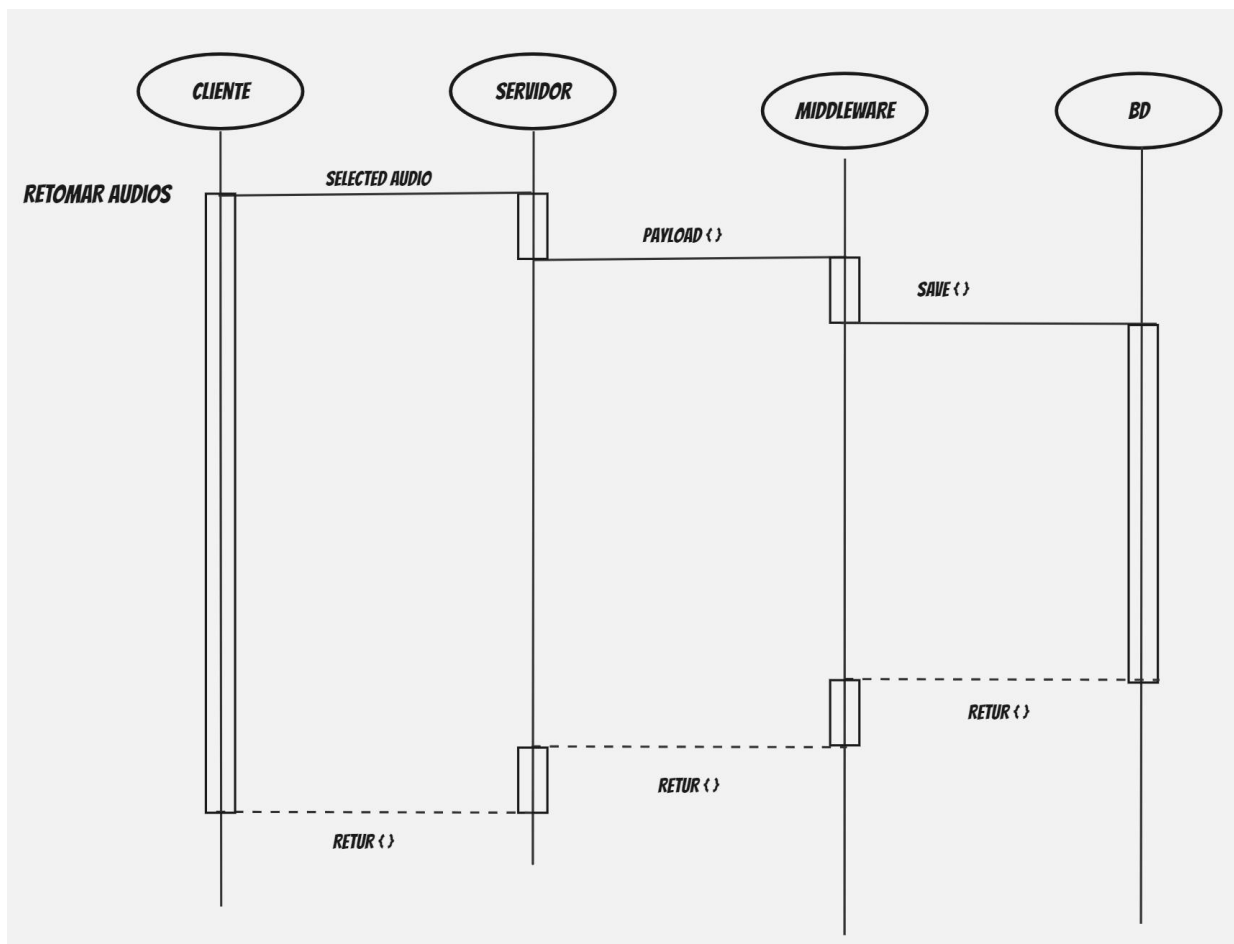 CLIENTE
SERVIDOR
MIDDLEWARE
BD
RETOMAR AUDIOS
SELECTED AUDIO
PAYLOAD { }
SAVE { }
RETUR { }
RETUR { }
RETUR { }